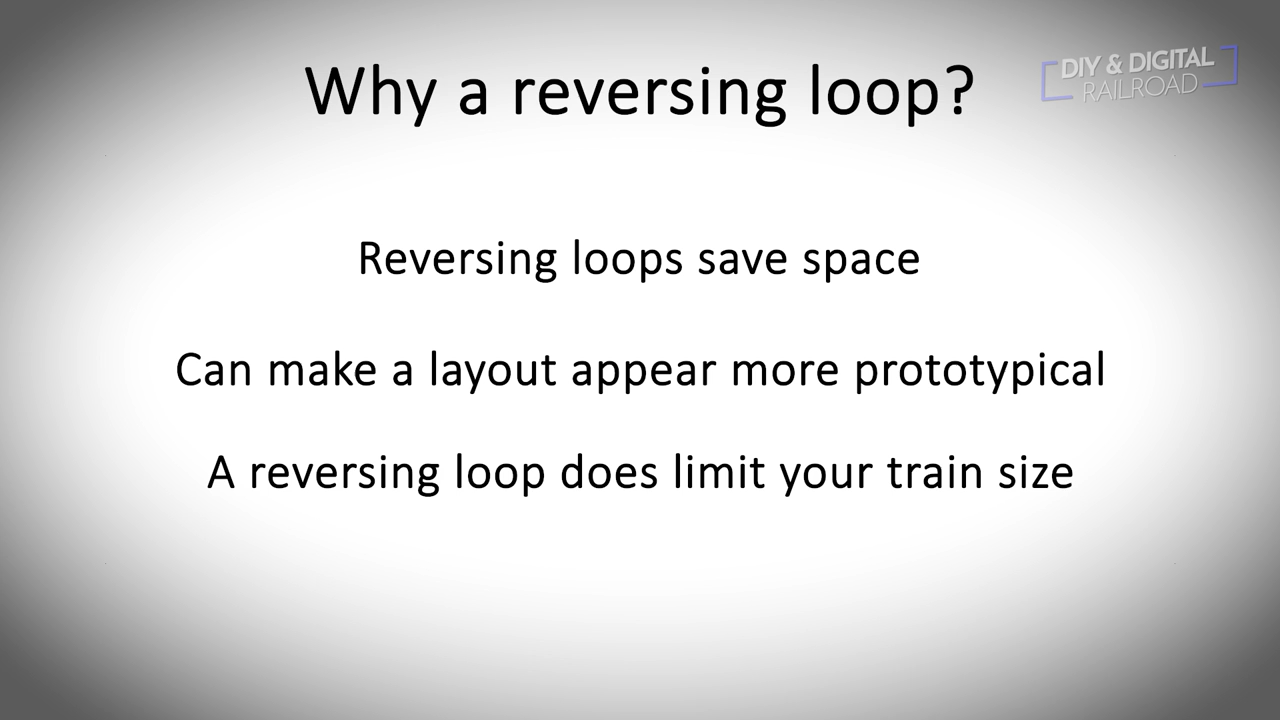 Why a reversing loop?
DIY & DIGITAL
RAILROAD
Reversing loops save space
Can make a layout appear more prototypical
A reversing loop does limit your train size